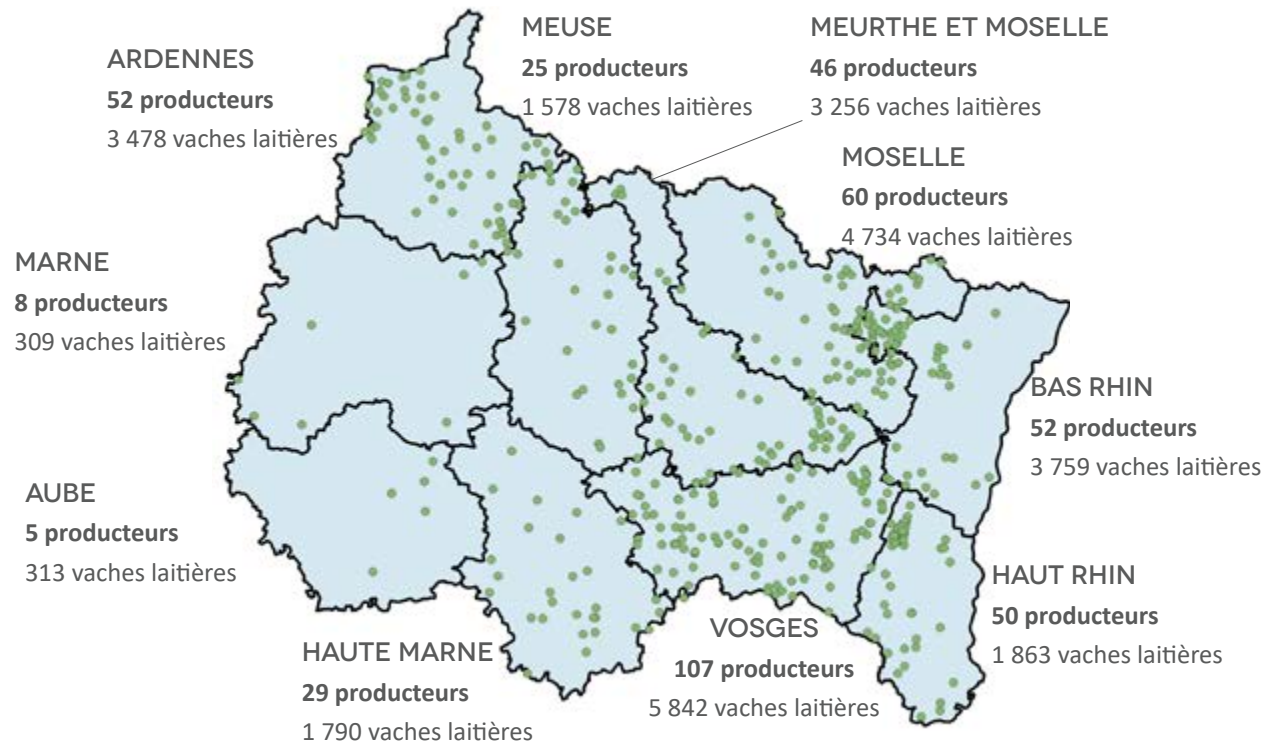 ARDENNES
52 producteurs
3 478 vaches laitières
MEUSE
25 producteurs
1 578 vaches laitières
MEURTHE ET MOSELLE
46 producteurs
3 256 vaches laitières
MOSELLE
60 producteurs
4 734 vaches laitières
MARNE
8 producteurs
309 vaches laitières
BAS RHIN
52 producteurs
3 759 vaches laitières
AUBE
5 producteurs
313 vaches laitières
HAUT RHIN
50 producteurs
1 863 vaches laitières
HAUTE MARNE
29 producteurs
1 790 vaches laitières
VOSGES
107 producteurs
5 842 vaches laitières